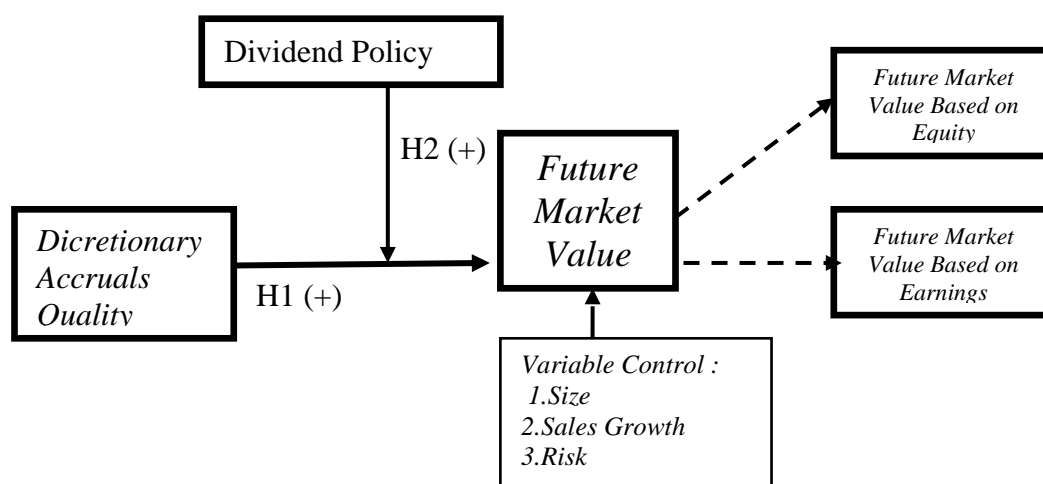 Dividend Policy
H2 (+)
Future Market
Value Based on
Equity
Future
Market
Value
Dicretionary
Accruals
Quality
H1 (+)
Future Market
Value Based on
Earnings
Variable Control :
1.Size
2.Sales Growth
3.Risk